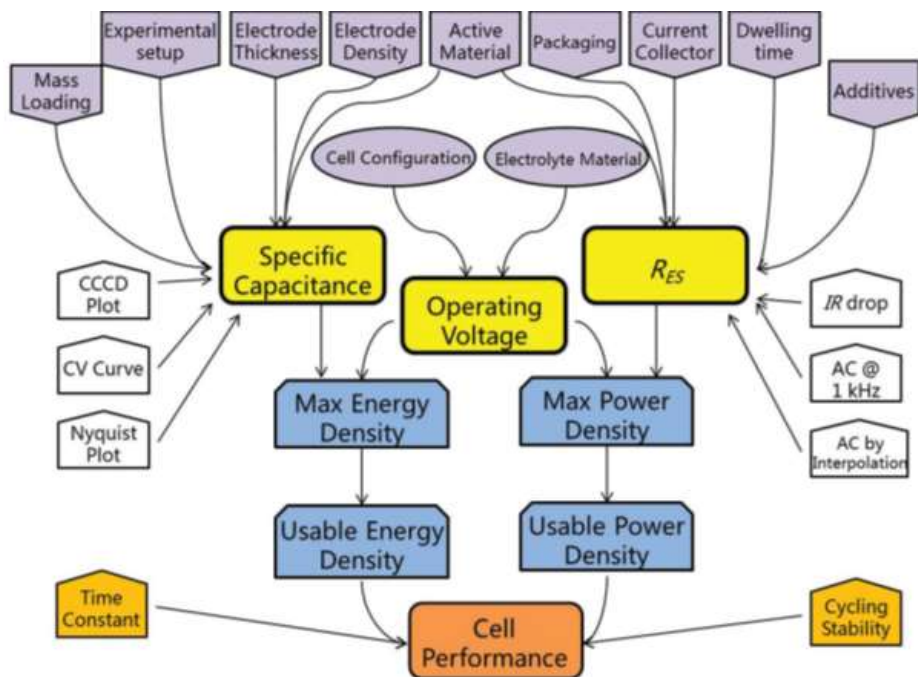 Experimental
setup
Electrode
Thickness
Electrode
Density
Active
Material
Packaging
Current
Collector
Dwelling
time
Mass
Loading
Additives
Cell Configuration
Electrolyte Material
Specific
Capacitance
R_ES
Operating
Voltage
CCCD
Plot
IR drop
CV Curve
AC @
1 kHz
Max Energy
Density
Max Power
Density
Nyquist
Plot
AC by
Interpolation
Usable Energy
Density
Usable Power
Density
Time
Constant
Cycling
Stability
Cell
Performance